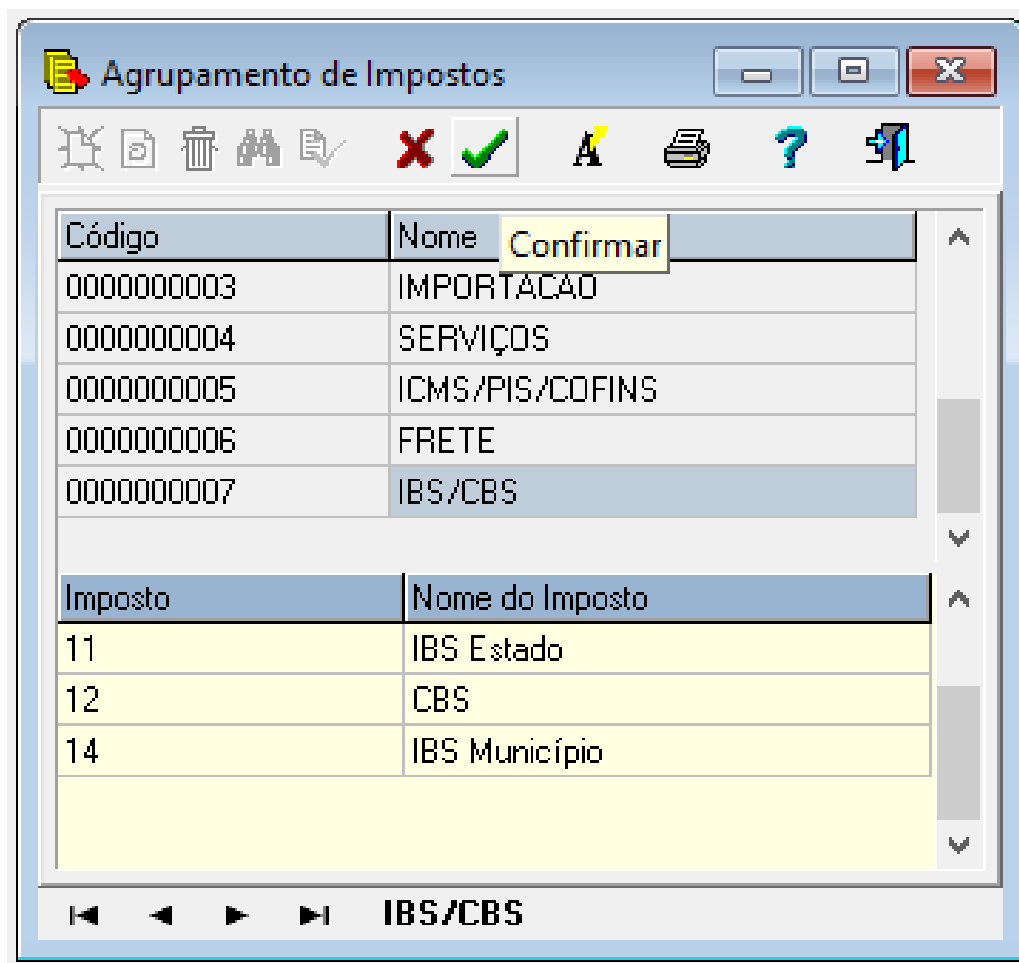 Agrupamento de Impostos
Código Nome Confirmar
0000000003 IMPORTACAO
0000000004 SERVIÇOS
0000000005 ICMS/PIS/COFINS
0000000006 FRETE
0000000007 IBS/CBS
Imposto Nome do Imposto
11 IBS Estado
12 CBS
14 IBS Município
IBS/CBS